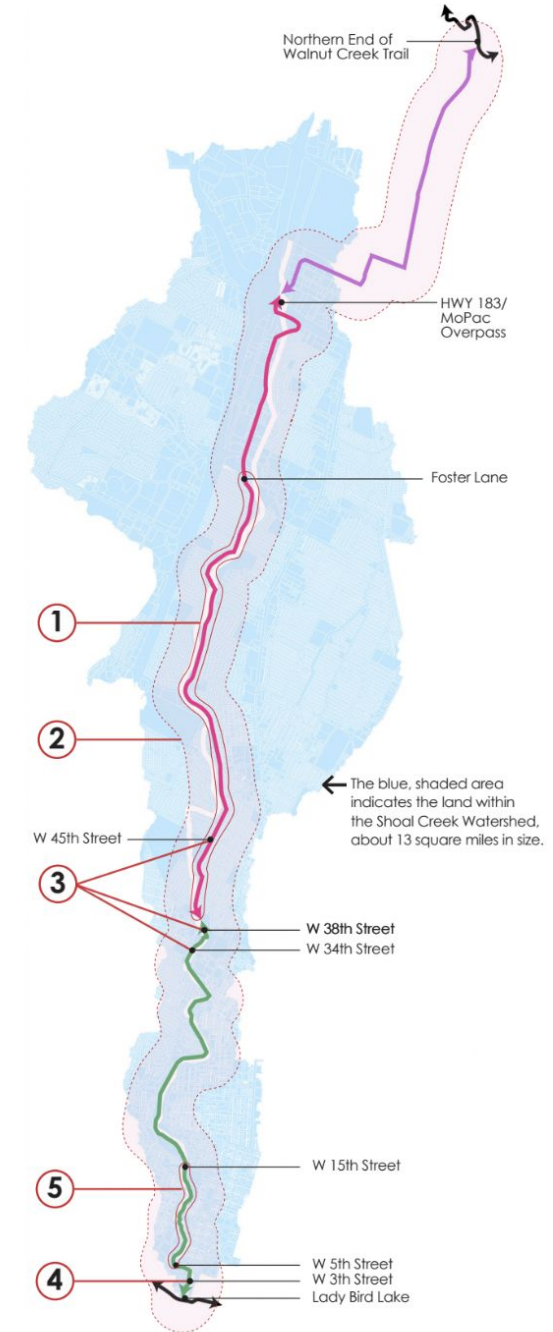 Northern End of
Walnut Creek Trail
HWY 183/
MoPac
Overpass
Foster Lane
1
2
The blue, shaded area
indicates the land within
the Shoal Creek Watershed,
about 13 square miles in size.
W 45th Street
3
W 38th Street
W 34th Street
W 15th Street
5
W 5th Street
4
W 3th Street
Lady Bird Lake